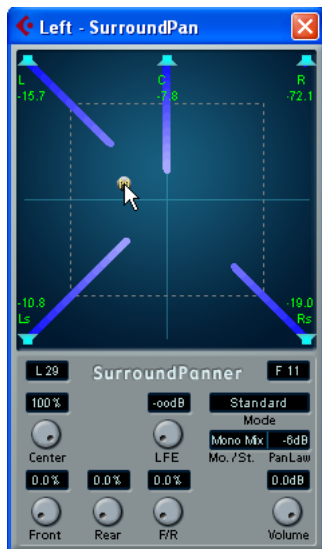 Left - SurroundPan
L C R
-15.7 -7.8 -72.1
-10.8 -19.0
Ls Rs
L 29 SurroundPanner F 11
100% -oodB Standard
Mode
Mono Mix -6dB
Center LFE Mo./St. PanLaw
0.0% 0.0% 0.0% 0.0dB
Front Rear F/R Volume